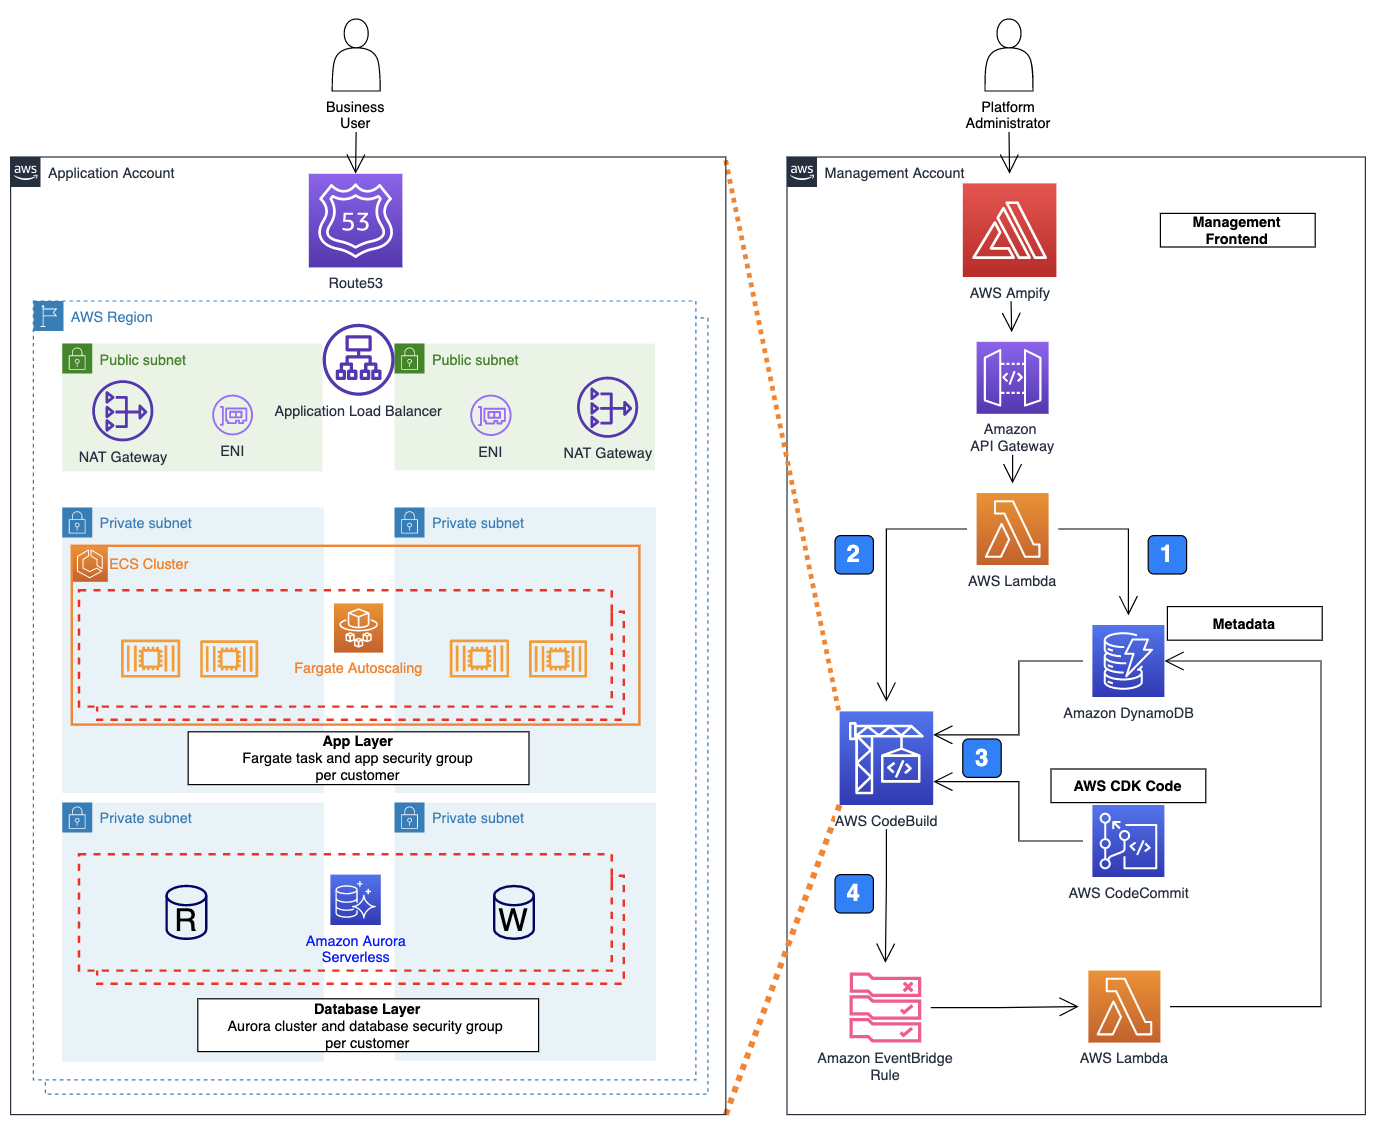 Business
User
Platform
Administrator
aws
Application Account
53
Route53
AWS Region
Public subnet
Public subnet
NAT Gateway
ENI
Application Load Balancer
ENI
NAT Gateway
Private subnet
Private subnet
ECS Cluster
Fargate Autoscaling
App Layer
Fargate task and app security group
per customer
Private subnet
Private subnet
R
W
Amazon Aurora
Serverless
Database Layer
Aurora cluster and database security group
per customer
aws
Management Account
Management
Frontend
AWS Ampify
</>
Amazon
API Gateway
AWS Lambda
2
1
Metadata
Amazon DynamoDB
3
</>
AWS CodeBuild
AWS CDK Code
</>
AWS CodeCommit
4
Amazon EventBridge
Rule
AWS Lambda